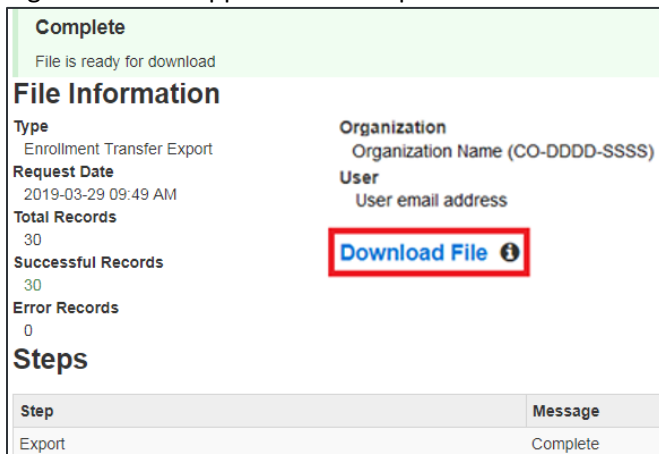 Complete
File is ready for download
File Information
Type
Enrollment Transfer Export
Request Date
2019-03-29 09:49 AM
Total Records
30
Successful Records
30
Error Records
0
Organization
Organization Name (CO-DDDD-SSSS)
User
User email address
Download File
Steps
Step Message
Export Complete